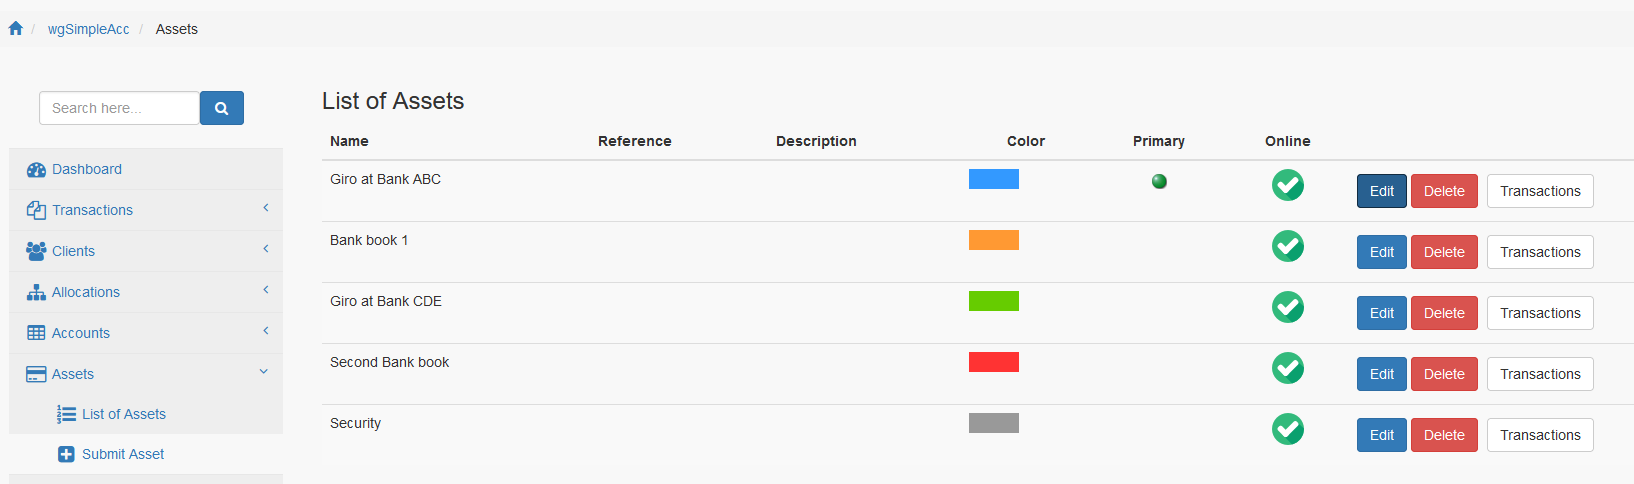 / wgSimpleAcc / Assets
Search here...
Dashboard
Transactions
Clients
Allocations
Accounts
Assets
List of Assets
Submit Asset
List of Assets
Name Reference Description Color Primary Online
Giro at Bank ABC Edit Delete Transactions
Bank book 1 Edit Delete Transactions
Giro at Bank CDE Edit Delete Transactions
Second Bank book Edit Delete Transactions
Security Edit Delete Transactions